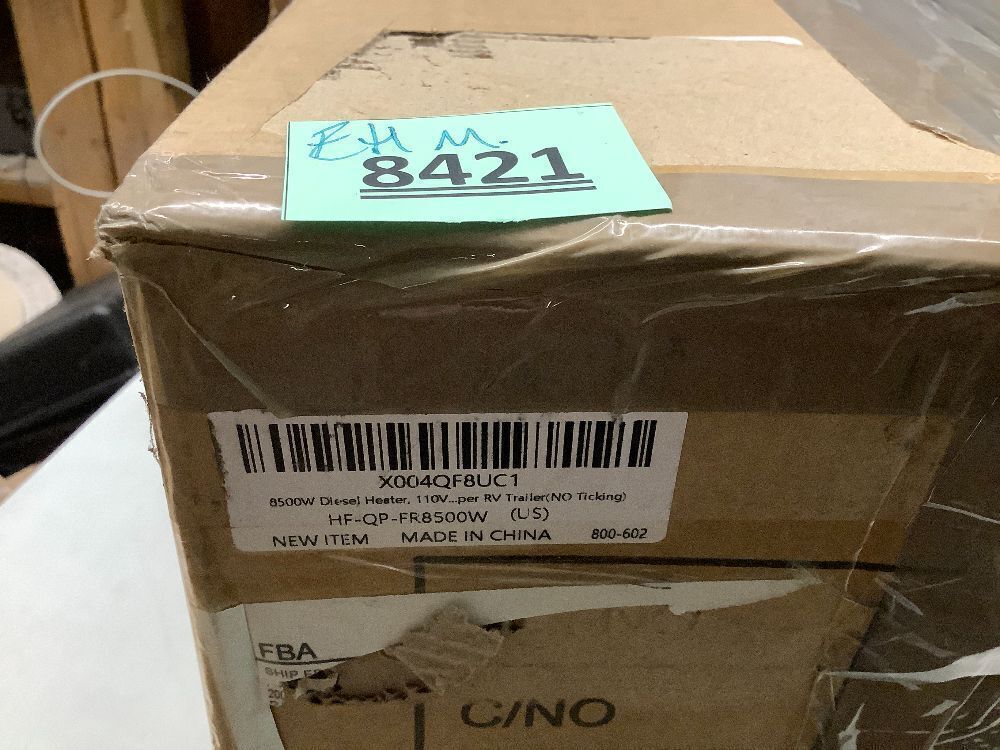 EH M.
8421
X004QF8UC1
8500W Diesel Heater, 110V...per RV Trailer(NO Ticking)
HF-QP-FR8500W (US)
NEW ITEM MADE IN CHINA 800-602
FBA
SHIP
C/NO